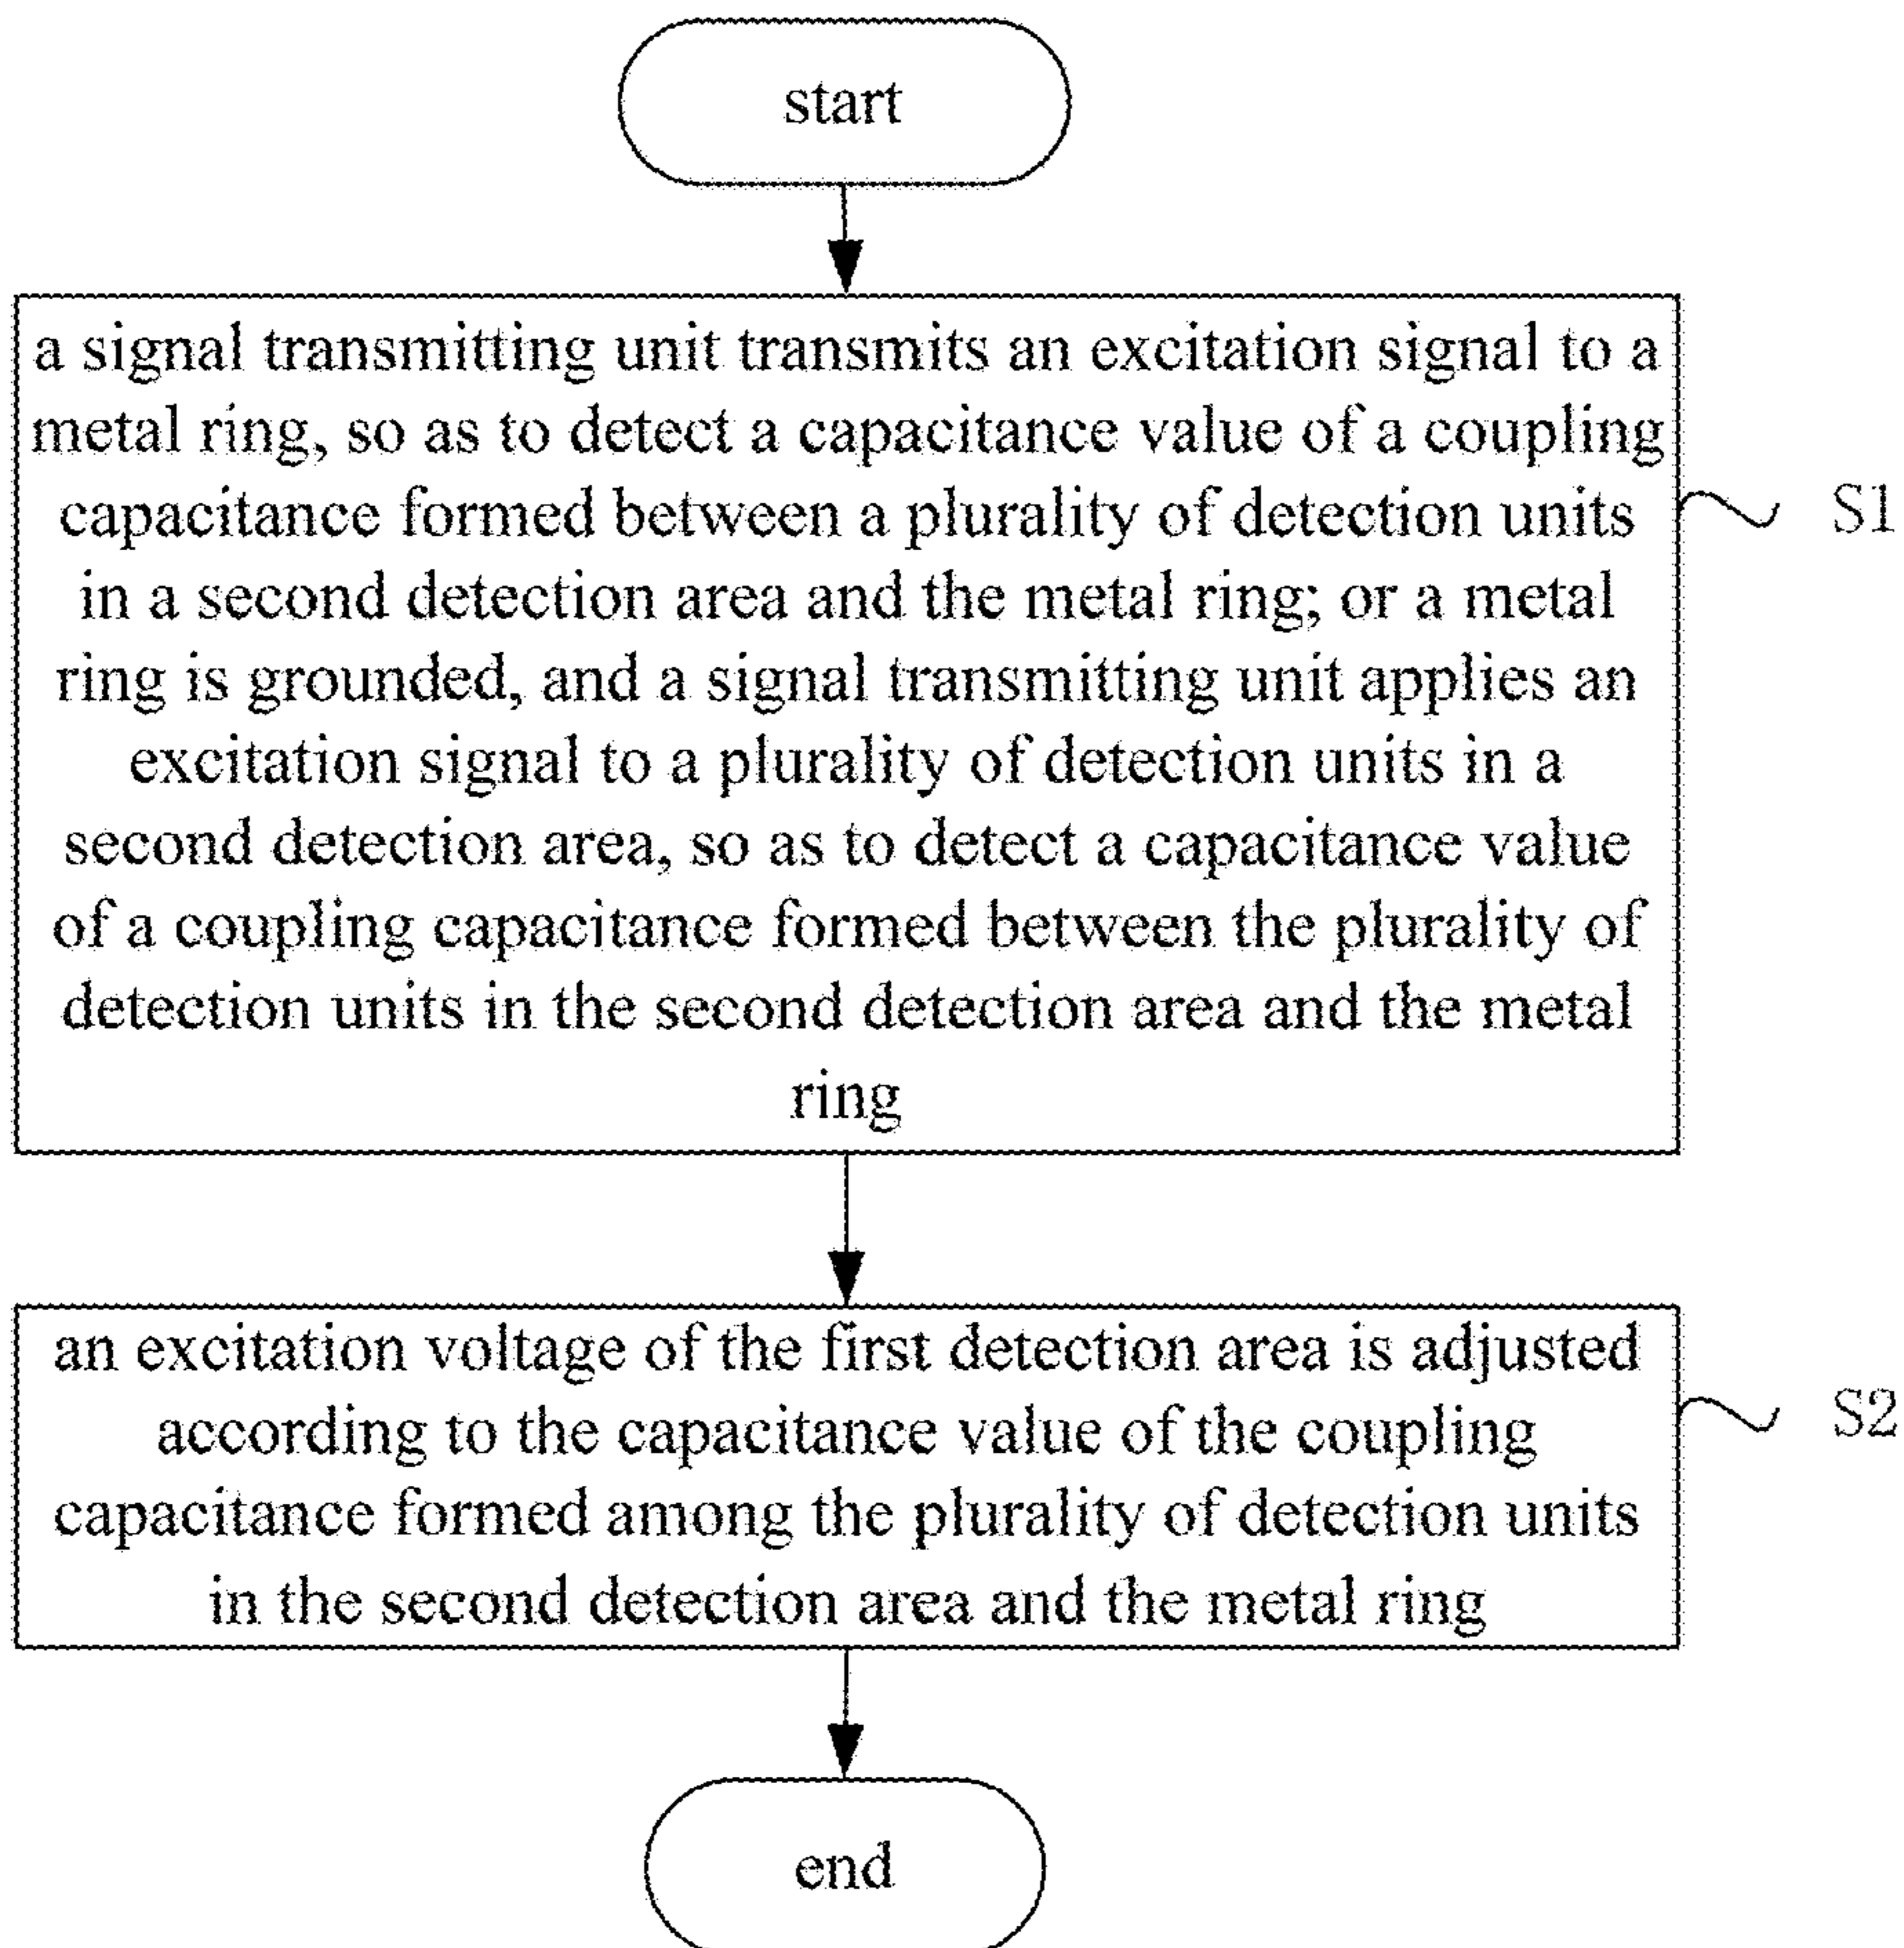 start
a signal transmitting unit transmits an excitation signal to a
metal ring, so as to detect a capacitance value of a coupling
capacitance formed between a plurality of detection units
in a second detection area and the metal ring; or a metal
ring is grounded, and a signal transmitting unit applies an
excitation signal to a plurality of detection units in a
second detection area, so as to detect a capacitance value
of a coupling capacitance formed between the plurality of
detection units in the second detection area and the metal
ring
S1
an excitation voltage of the first detection area is adjusted
according to the capacitance value of the coupling
capacitance formed among the plurality of detection units
in the second detection area and the metal ring
S2
end